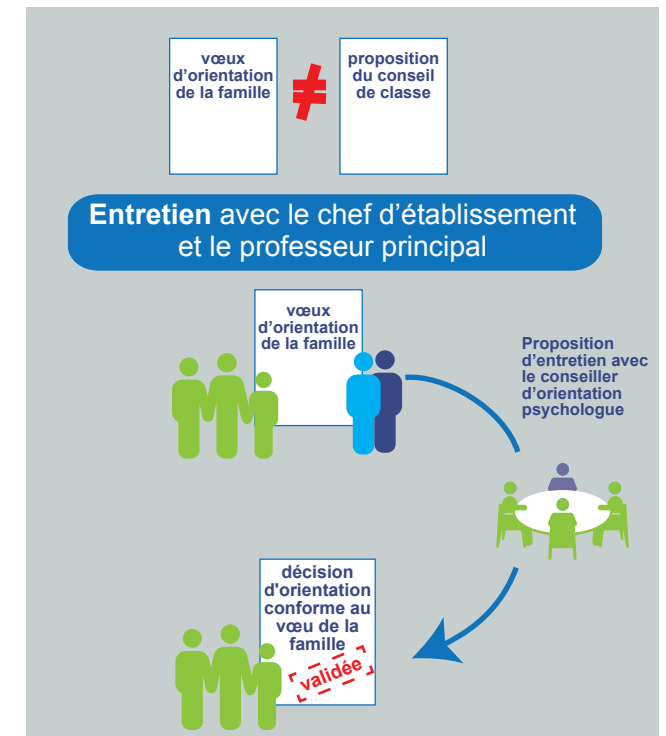 vœux
d’orientation
de la famille
≠
proposition
du conseil
de classe
Entretien avec le chef d’établissement
et le professeur principal
vœux
d’orientation
de la famille
Proposition
d’entretien avec
le conseiller
d’orientation
psychologue
décision
d'orientation
conforme au
vœu de la
famille
validée